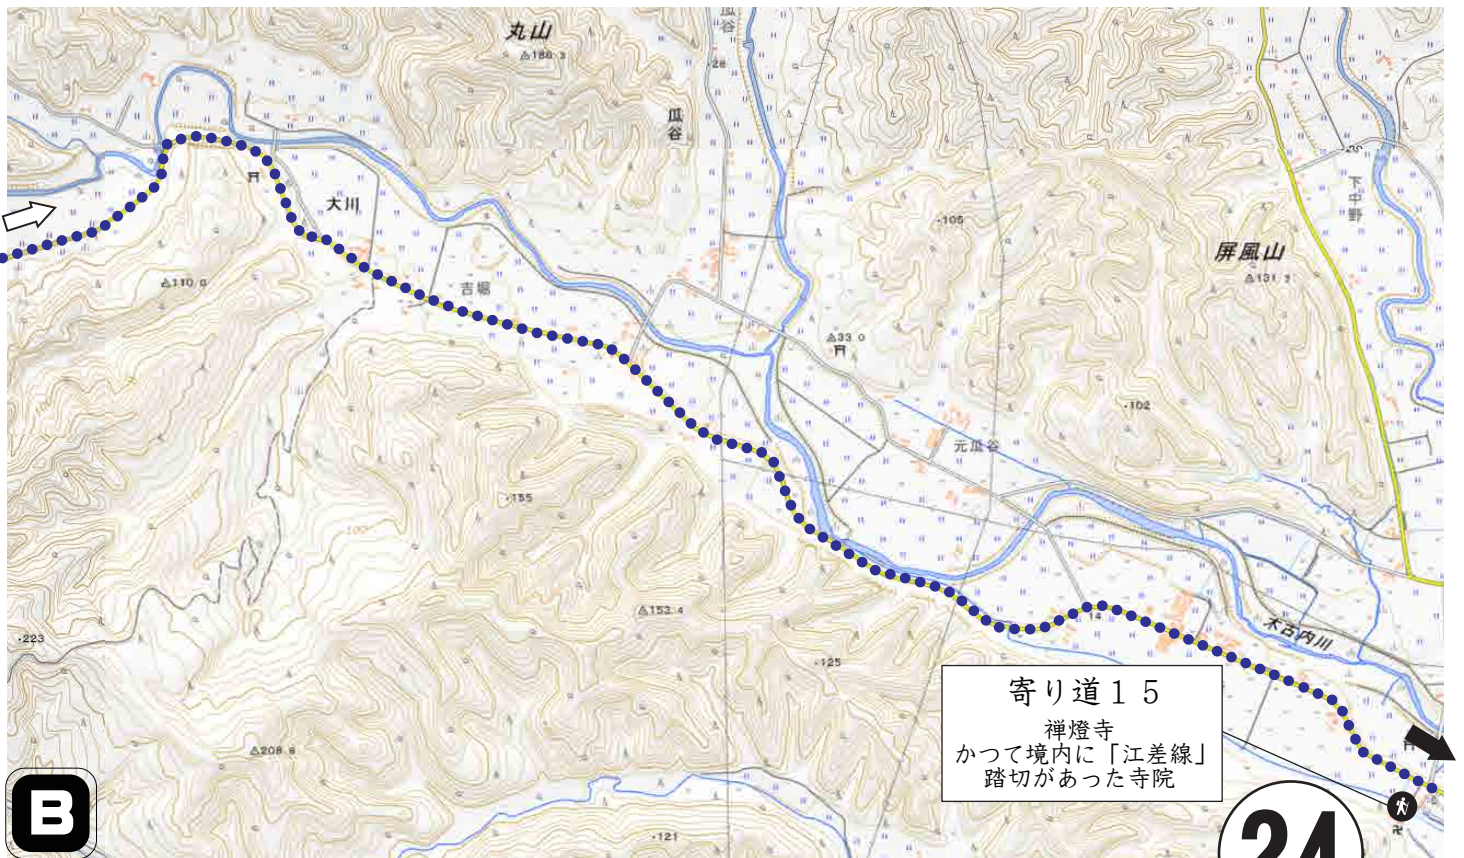 丸山
△186.3
瓜谷
・28
瓜谷
・20
下中野
大川
・105
屏風山
△131.2
△110.0
吉堀
△33.0
・102
元瓜谷
・155
100
△153.4
14
木古内川
・223
・125
寄り道15
禅燈寺
かつて境内に「江差線」
踏切があった寺院
△208.6
・121
B
24